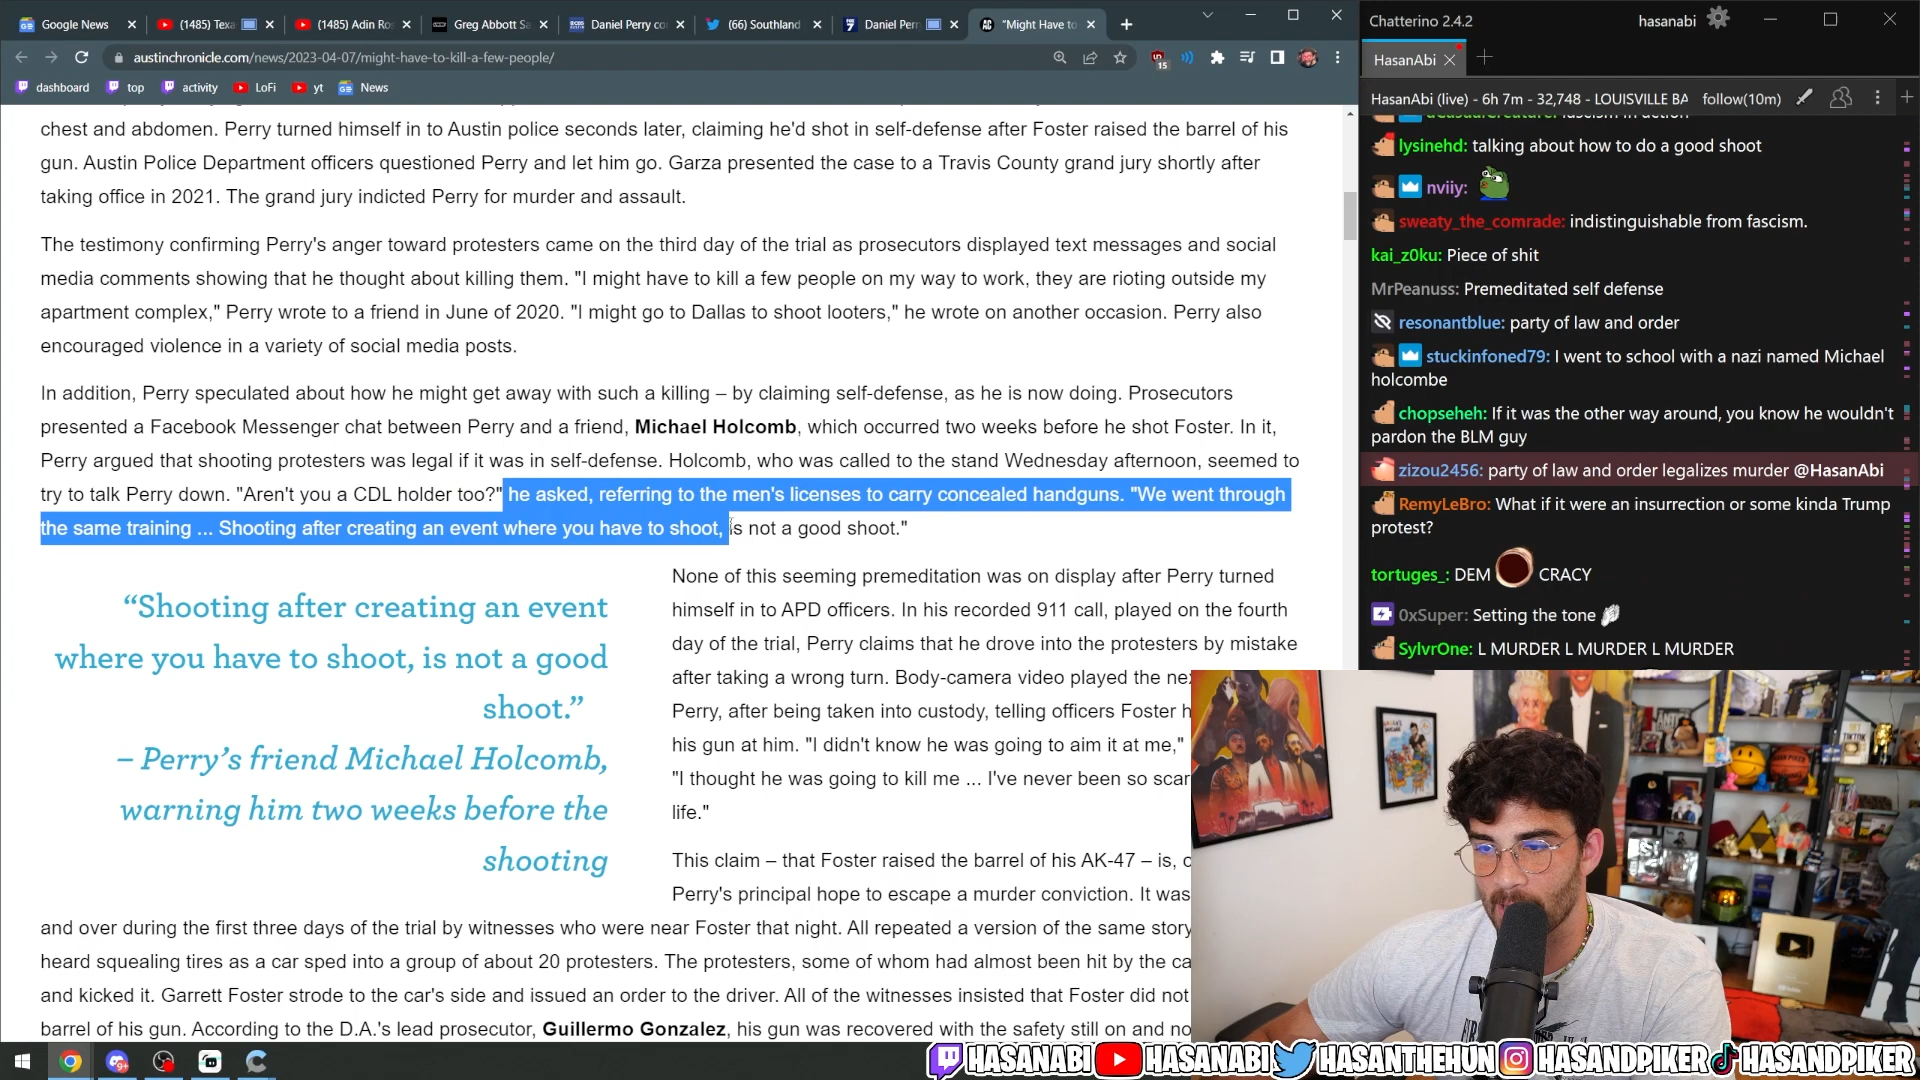 Google News
(1485) Texa
(1485) Adin Ros
Greg Abbott Sa
Daniel Perry co
(66) Southland
Daniel Perr
"Might Have to
austinchronicle.com/news/2023-04-07/might-have-to-kill-a-few-people/
15
dashboard
top
activity
LoFi
yt
News
chest and abdomen. Perry turned himself in to Austin police seconds later, claiming he'd shot in self-defense after Foster raised the barrel of his
gun. Austin Police Department officers questioned Perry and let him go. Garza presented the case to a Travis County grand jury shortly after
taking office in 2021. The grand jury indicted Perry for murder and assault.
The testimony confirming Perry's anger toward protesters came on the third day of the trial as prosecutors displayed text messages and social
media comments showing that he thought about killing them. "I might have to kill a few people on my way to work, they are rioting outside my
apartment complex," Perry wrote to a friend in June of 2020. "I might go to Dallas to shoot looters," he wrote on another occasion. Perry also
encouraged violence in a variety of social media posts.
In addition, Perry speculated about how he might get away with such a killing – by claiming self-defense, as he is now doing. Prosecutors
presented a Facebook Messenger chat between Perry and a friend, Michael Holcomb, which occurred two weeks before he shot Foster. In it,
Perry argued that shooting protesters was legal if it was in self-defense. Holcomb, who was called to the stand Wednesday afternoon, seemed to
try to talk Perry down. "Aren't you a CDL holder too?" he asked, referring to the men's licenses to carry concealed handguns. "We went through
the same training ... Shooting after creating an event where you have to shoot, is not a good shoot."
“Shooting after creating an event
where you have to shoot, is not a good
shoot.”
– Perry’s friend Michael Holcomb,
warning him two weeks before the
shooting
None of this seeming premeditation was on display after Perry turned
himself in to APD officers. In his recorded 911 call, played on the fourth
day of the trial, Perry claims that he drove into the protesters by mistake
after taking a wrong turn. Body-camera video played the ne
Perry, after being taken into custody, telling officers Foster h
his gun at him. "I didn't know he was going to aim it at me,"
"I thought he was going to kill me ... I've never been so scar
life."
This claim – that Foster raised the barrel of his AK-47 – is,
Perry's principal hope to escape a murder conviction. It was
and over during the first three days of the trial by witnesses who were near Foster that night. All repeated a version of the same story
heard squealing tires as a car sped into a group of about 20 protesters. The protesters, some of whom had almost been hit by the ca
and kicked it. Garrett Foster strode to the car's side and issued an order to the driver. All of the witnesses insisted that Foster did not
barrel of his gun. According to the D.A.'s lead prosecutor, Guillermo Gonzalez, his gun was recovered with the safety still on and no
Chatterino 2.4.2
hasanabi
HasanAbi
HasanAbi (live) - 6h 7m - 32,748 - LOUISVILLE BA
follow(10m)
lysinehd: talking about how to do a good shoot
nviiy:
sweaty_the_comrade: indistinguishable from fascism.
kai_z0ku: Piece of shit
MrPeanuss: Premeditated self defense
resonantblue: party of law and order
stuckinfoned79: I went to school with a nazi named Michael
holcombe
chopseheh: If it was the other way around, you know he wouldn't
pardon the BLM guy
zizou2456: party of law and order legalizes murder @HasanAbi
RemyLeBro: What if it were an insurrection or some kinda Trump
protest?
tortuges_: DEM CRACY
0xSuper: Setting the tone
SylvrOne: L MURDER L MURDER L MURDER
HASANABI
HASANABI
HASANTHEHUN
HASANDPIKER
HASANDPIKER